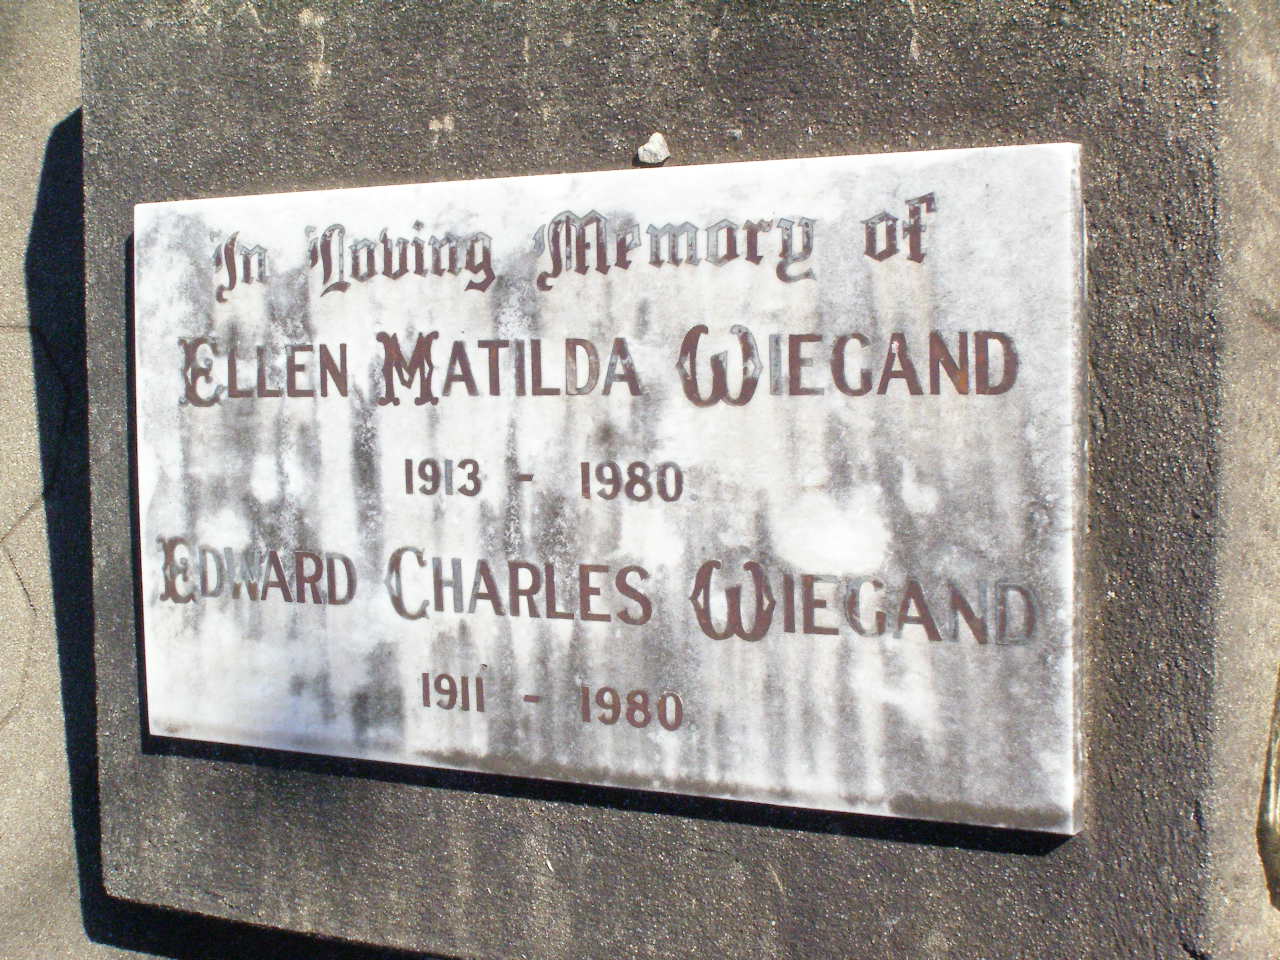 In Loving Memory of
ELLEN MATILDA WIEGAND
1913 - 1980
EDWARD CHARLES WIEGAND
1911 - 1980